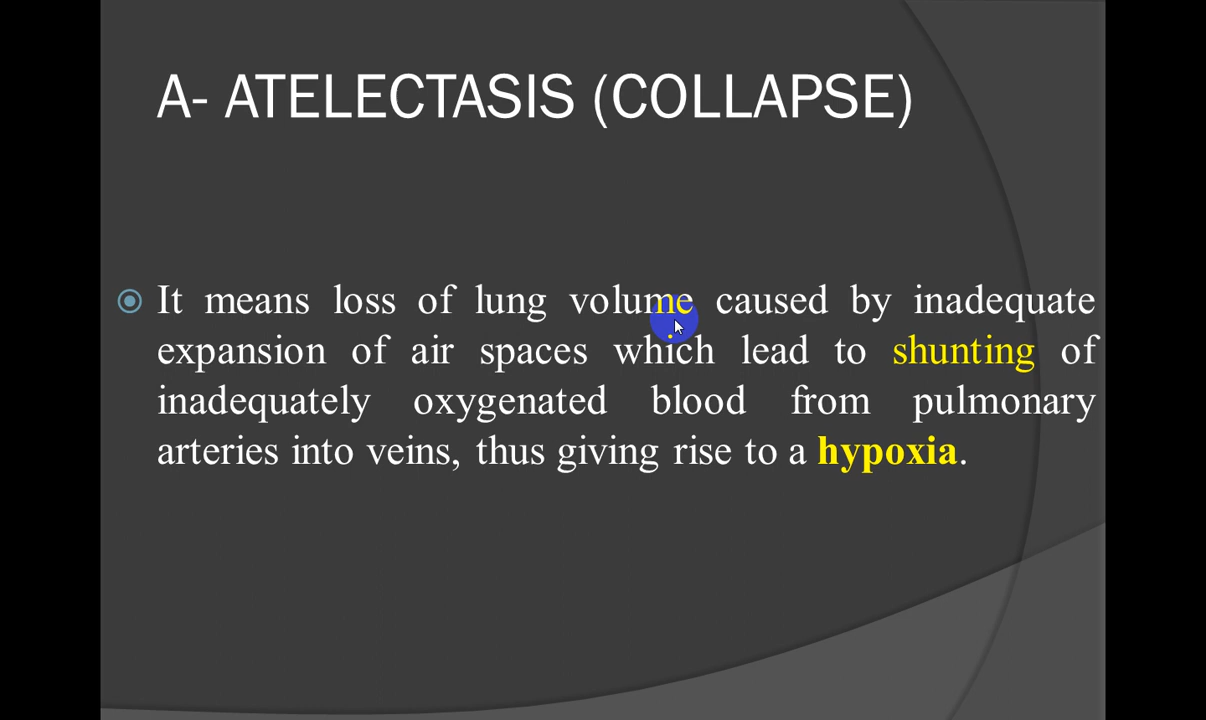 A- ATELECTASIS (COLLAPSE)
It means loss of lung volume caused by inadequate
expansion of air spaces which lead to shunting of
inadequately oxygenated blood from pulmonary
arteries into veins, thus giving rise to a hypoxia.